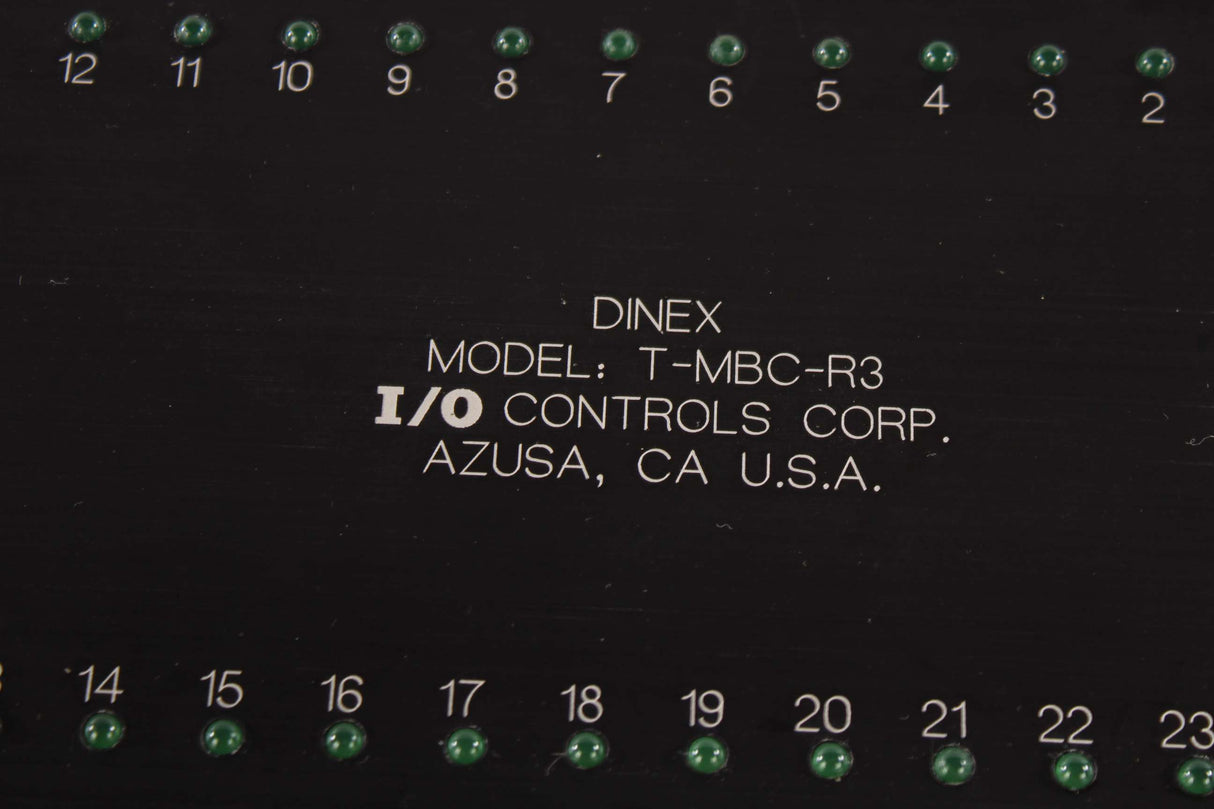 12 11 10 9 8 7 6 5 4 3 2
DINEX
MODEL: T-MBC-R3
I/O CONTROLS CORP.
AZUSA, CA U.S.A.
14 15 16 17 18 19 20 21 22 23